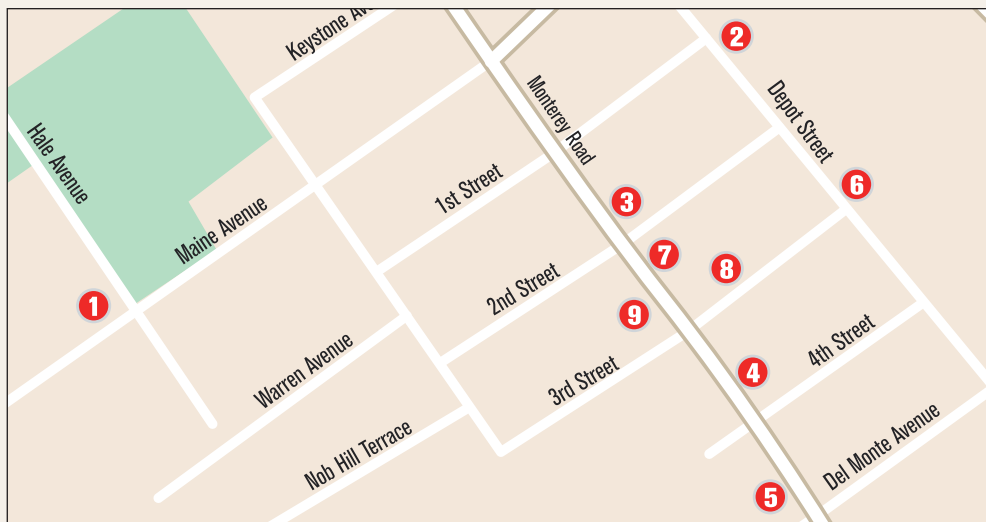 Keystone Av
2
Monterey Road
Depot Street
Hale Avenue
1st Street
6
3
Maine Avenue
7
8
2nd Street
1
9
Warren Avenue
4th Street
3rd Street
4
Nob Hill Terrace
Del Monte Avenue
5